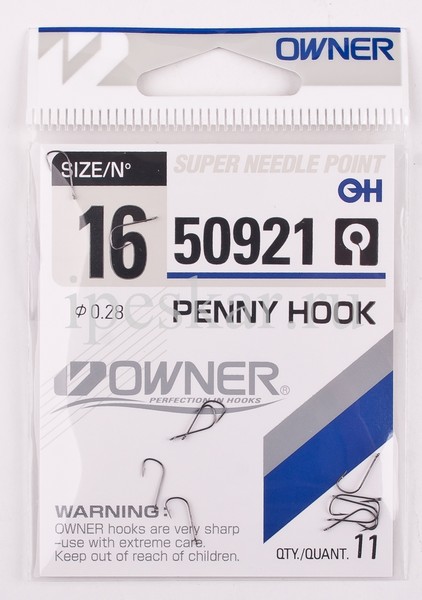 OWNER
SIZE/Nº
SUPER NEEDLE POINT
OH
16 50921
Ф 0.28 PENNY HOOK
ipeskar.ru
OWNER®
PERFECTION IN HOOKS
WARNING:
OWNER hooks are very sharp
-use with extreme care.
Keep out of reach of children.
QTY./QUANT. 11